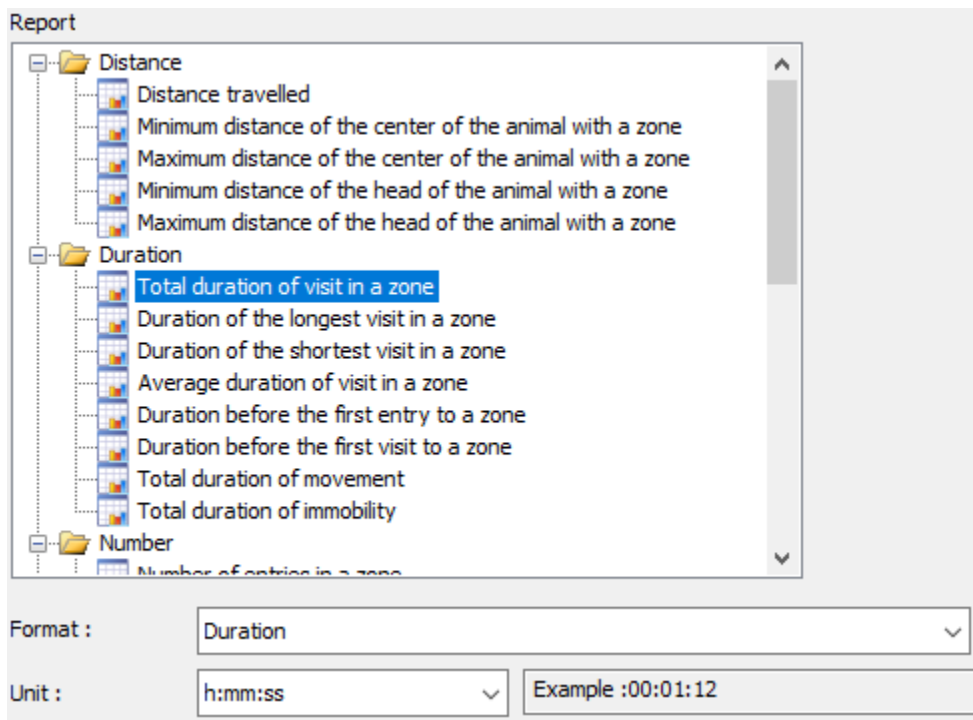 Report
Distance
Distance travelled
Minimum distance of the center of the animal with a zone
Maximum distance of the center of the animal with a zone
Minimum distance of the head of the animal with a zone
Maximum distance of the head of the animal with a zone
Duration
Total duration of visit in a zone
Duration of the longest visit in a zone
Duration of the shortest visit in a zone
Average duration of visit in a zone
Duration before the first entry to a zone
Duration before the first visit to a zone
Total duration of movement
Total duration of immobility
Number
Number of entries in a zone
Format : Duration
Unit : h:mm:ss Example :00:01:12